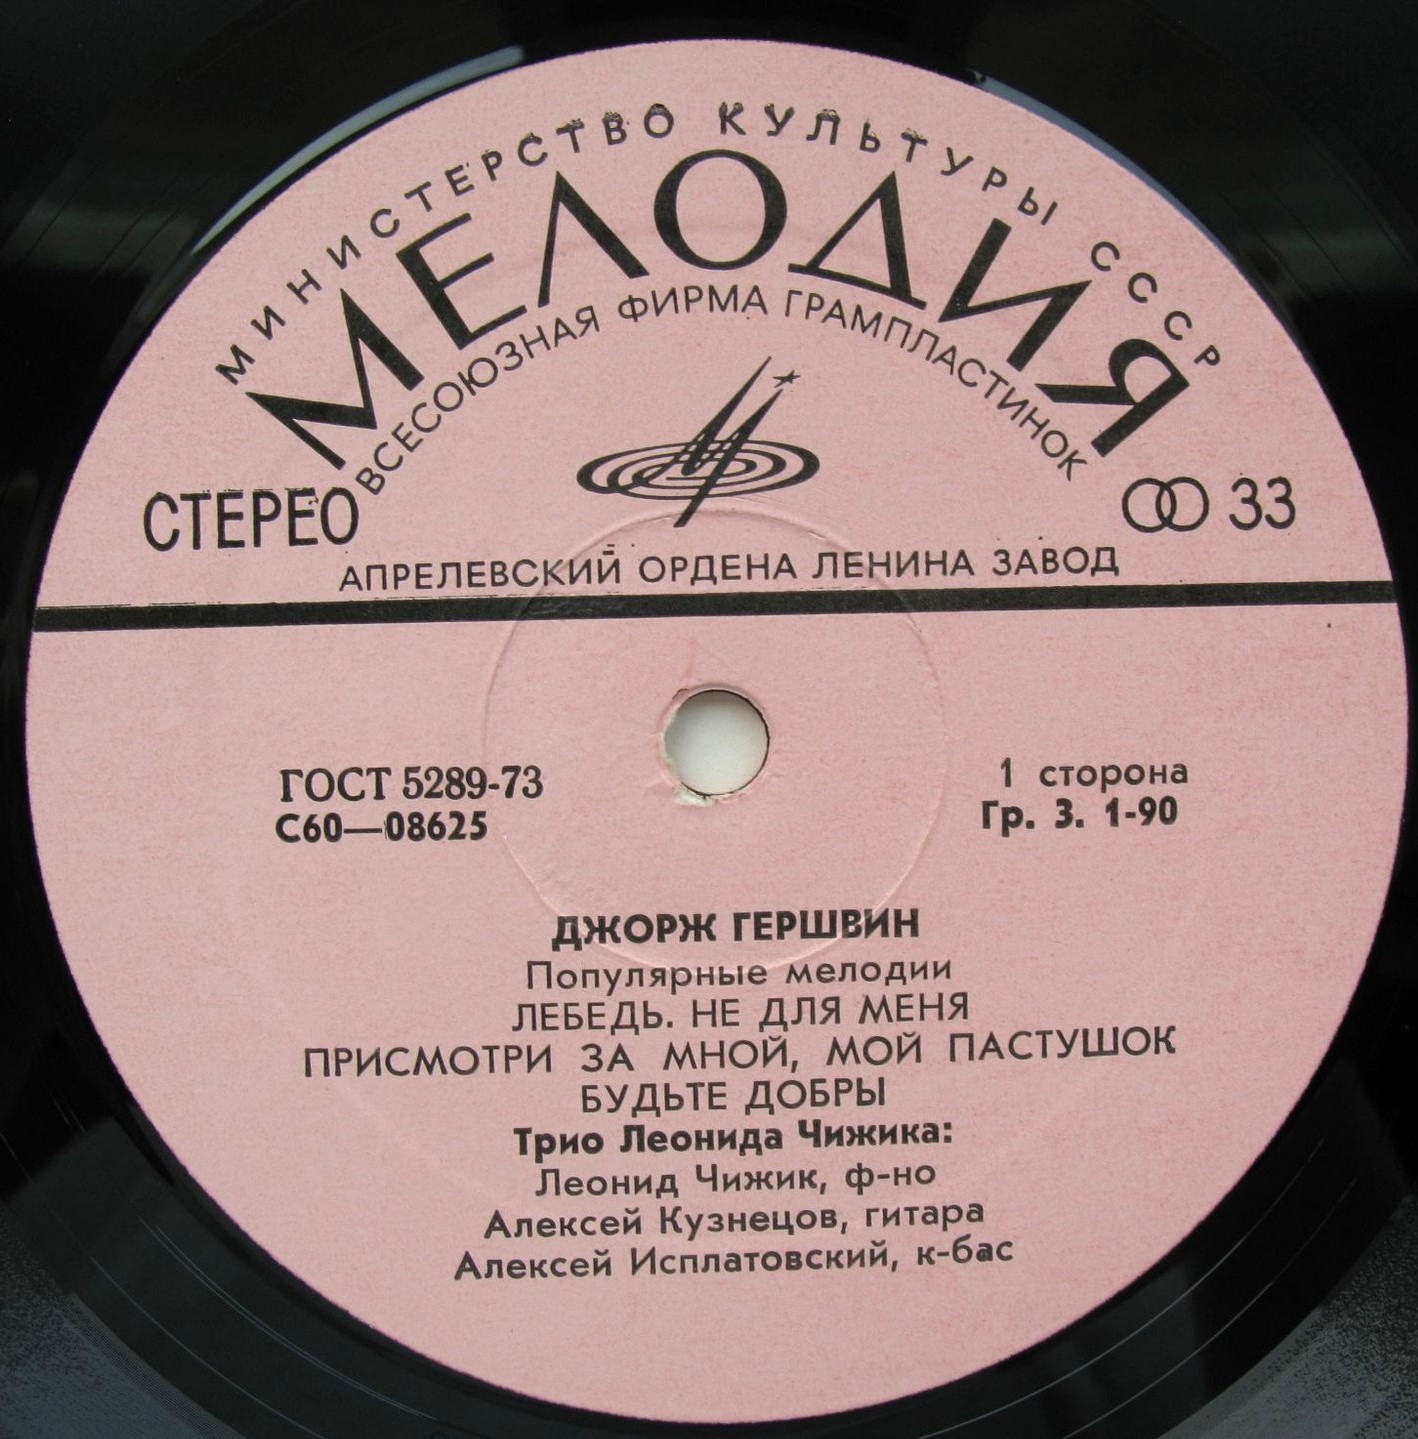 МИНИСТЕРСТВО КУЛЬТУРЫ СССР
МЕЛОДИЯ
ВСЕСОЮЗНАЯ ФИРМА ГРАМПЛАСТИНОК
СТЕРЕО
33
АПРЕЛЕВСКИЙ ОРДЕНА ЛЕНИНА ЗАВОД
ГОСТ 5289-73
С60—08625
1 сторона
Гр. 3. 1-90
ДЖОРЖ ГЕРШВИН
Популярные мелодии
ЛЕБЕДЬ. НЕ ДЛЯ МЕНЯ
ПРИСМОТРИ ЗА МНОЙ, МОЙ ПАСТУШОК
БУДЬТЕ ДОБРЫ
Трио Леонида Чижика:
Леонид Чижик, ф-но
Алексей Кузнецов, гитара
Алексей Исплатовский, к-бас